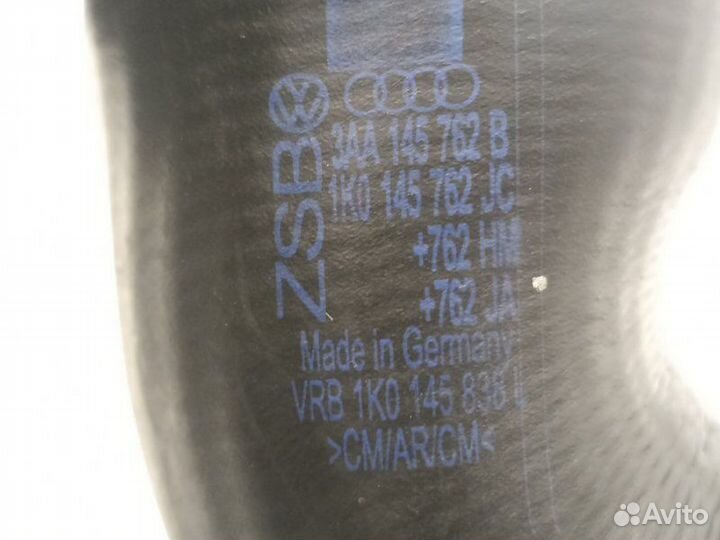 ZSB
3AA 145 762 B
1K0 145 762 JC
+762 HM
+762 JA
Made in Germany
VRB 1K0 145 838
>CM/AR/CM<
Avito